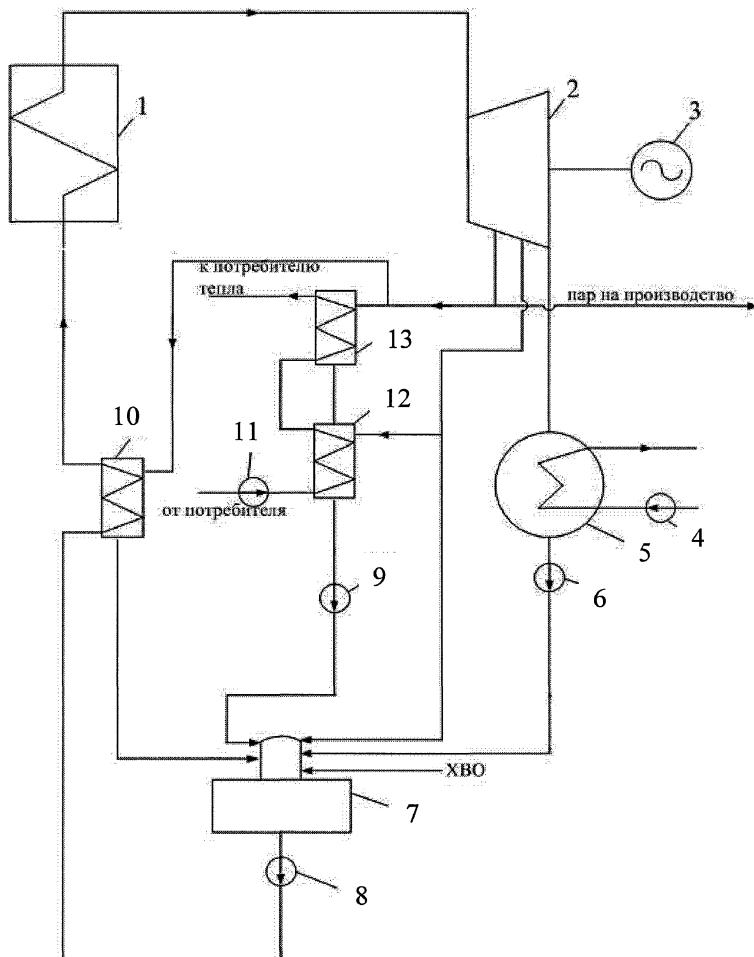 1
2
3
к потребителю
тепла
пар на производство
13
12
10
11
от потребителя
5
4
9
6
ХВО
7
8